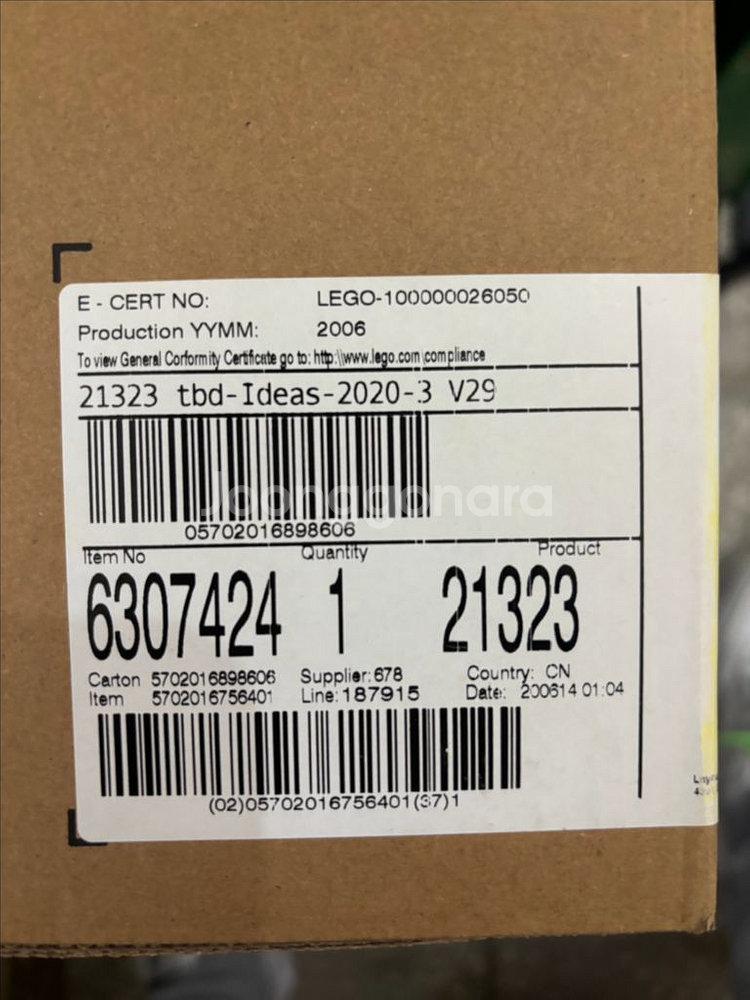 E - CERT NO: LEGO-100000026050
Production YYMM: 2006
To view General Conformity Certificate go to: http:\\www.lego.com\compliance
21323 tbd-Ideas-2020-3 V29
Joonggonara
05702016898606
Item No Quantity Product
6307424 1 21323
Carton 5702016898606 Supplier: 678 Country: CN
Item 5702016756401 Line: 187915 Date: 200614 01:04
(02)05702016756401(37)1